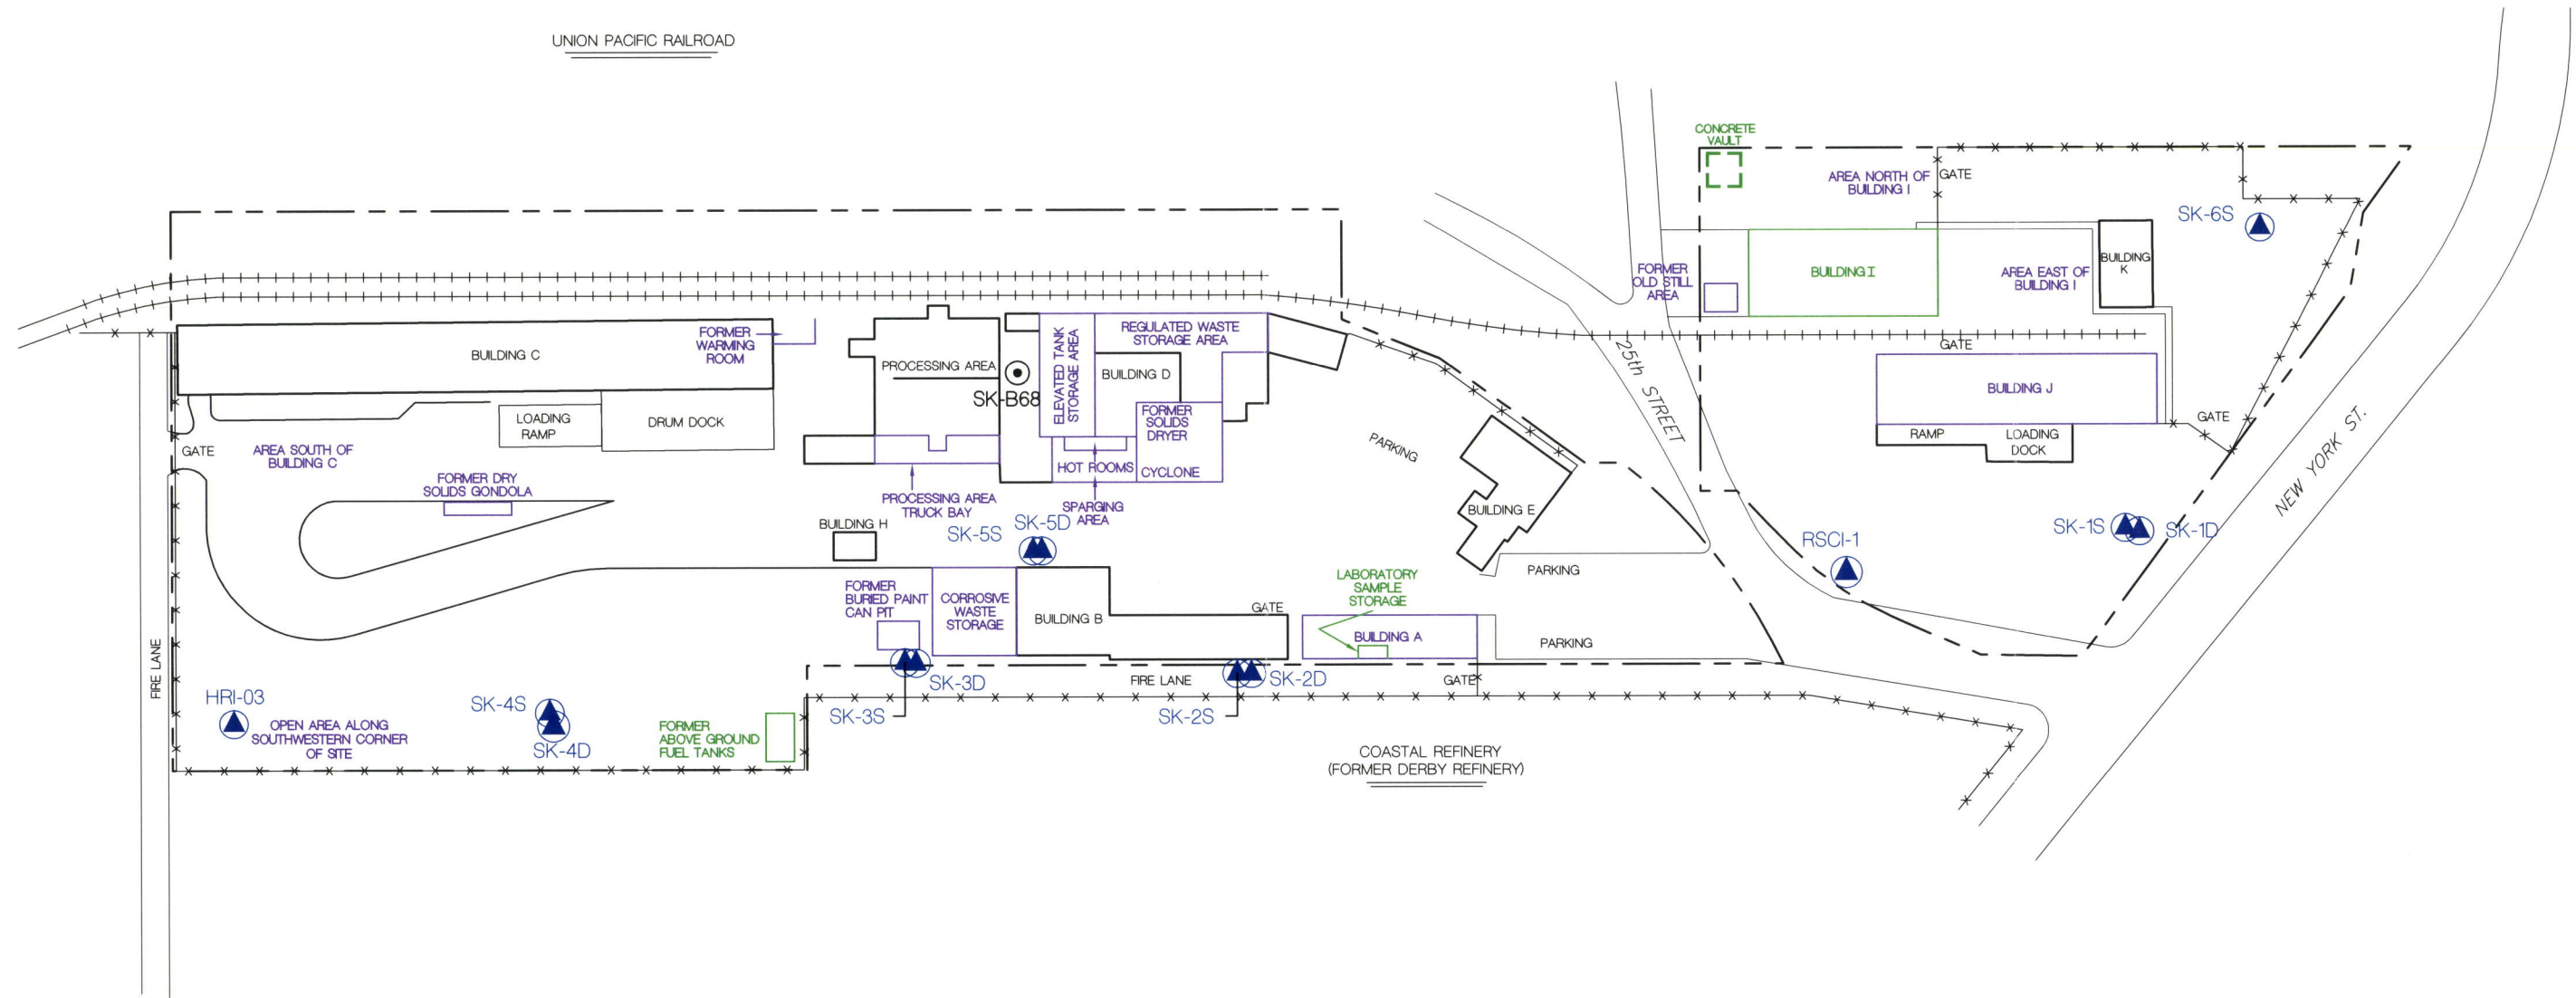 UNION PACIFIC RAILROAD
CONCRETE
VAULT
AREA NORTH OF
BUILDING I
GATE
SK-6S
FORMER
OLD STILL
AREA
BUILDING I
AREA EAST OF
BUILDING I
BUILDING
K
FORMER
WARMING
ROOM
BUILDING C
PROCESSING AREA
SK-B68
ELEVATED TANK
STORAGE AREA
REGULATED WASTE
STORAGE AREA
BUILDING D
FORMER
SOLIDS
DRYER
CYCLONE
HOT ROOMS
SPARGING
AREA
25th STREET
GATE
BUILDING J
RAMP
LOADING
DOCK
GATE
NEW YORK ST.
LOADING
RAMP
DRUM DOCK
GATE
AREA SOUTH OF
BUILDING C
FORMER DRY
SOLIDS GONDOLA
PROCESSING AREA
TRUCK BAY
PARKING
BUILDING E
BUILDING H
SK-5S
SK-5D
RSCI-1
SK-1S
SK-1D
FORMER
BURIED PAINT
CAN PIT
CORROSIVE
WASTE
STORAGE
BUILDING B
GATE
LABORATORY
SAMPLE
STORAGE
BUILDING A
PARKING
PARKING
FIRE LANE
HRI-03
OPEN AREA ALONG
SOUTHWESTERN CORNER
OF SITE
SK-4S
SK-4D
FORMER
ABOVE GROUND
FUEL TANKS
SK-3D
SK-3S
FIRE LANE
SK-2D
SK-2S
GATE
COASTAL REFINERY
(FORMER DERBY REFINERY)